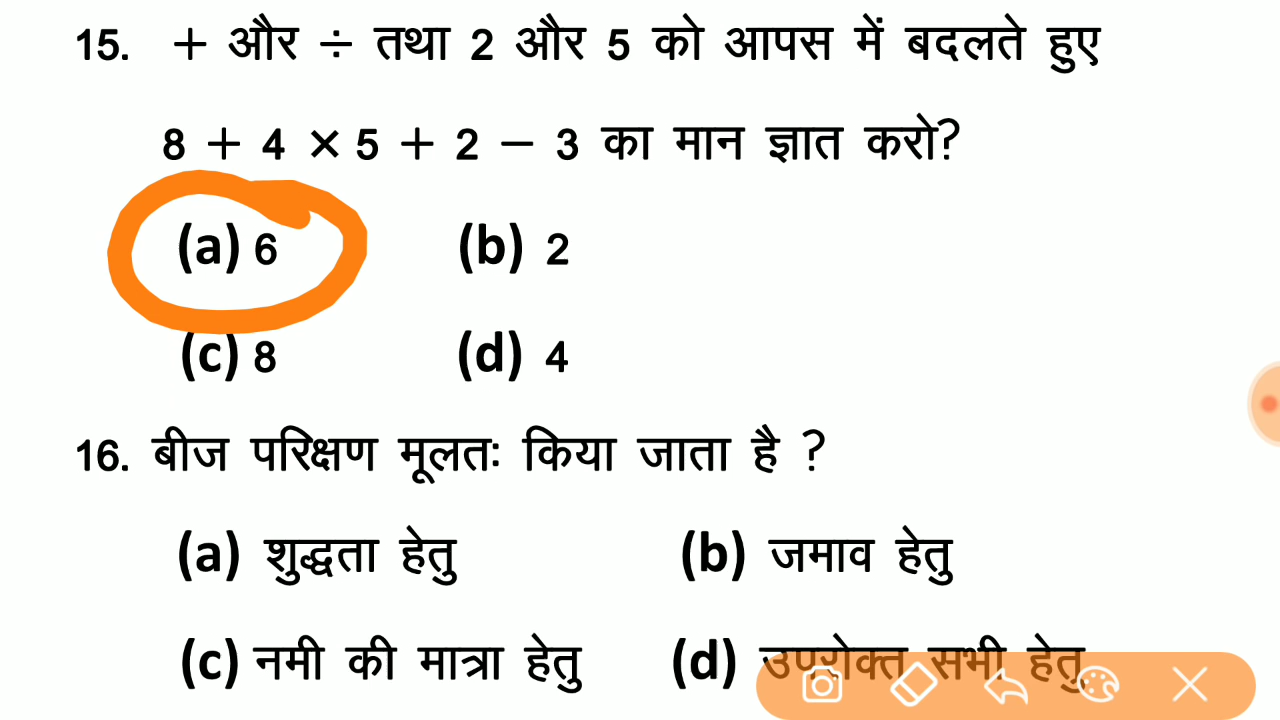 15. + और ÷ तथा 2 और 5 को आपस में बदलते हुए
8 + 4 × 5 + 2 − 3 का मान ज्ञात करो?
(a) 6 (b) 2
(c) 8 (d) 4
16. बीज परिक्षण मूलतः किया जाता है ?
(a) शुद्धता हेतु (b) जमाव हेतु
(c) नमी की मात्रा हेतु (d) उपरोक्त सभी हेतु